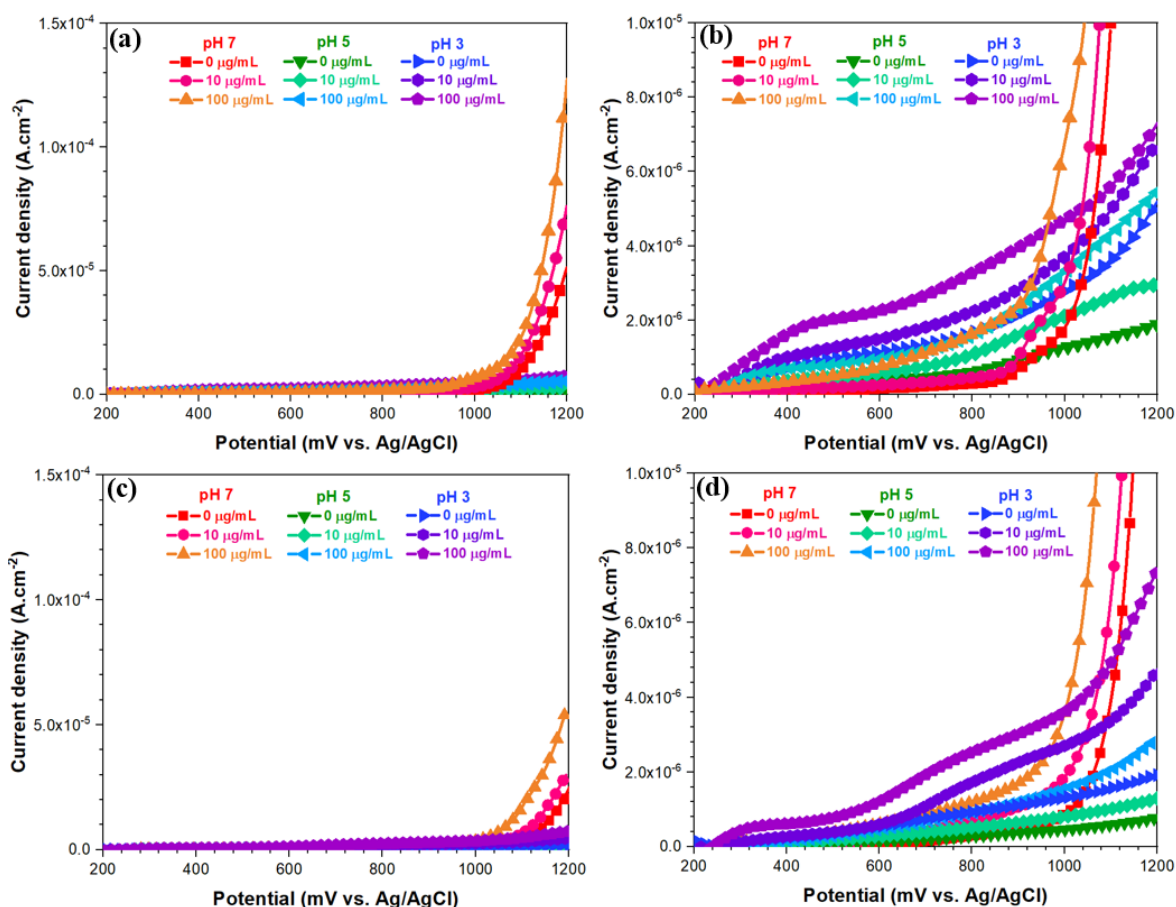 (a)
pH 7 pH 5 pH 3
0 μg/mL 0 μg/mL 0 μg/mL
10 μg/mL 10 μg/mL 10 μg/mL
100 μg/mL 100 μg/mL 100 μg/mL
1.5x10⁻⁴
1.0x10⁻⁴
5.0x10⁻⁵
0.0
Current density (A.cm⁻²)
200 400 600 800 1000 1200
Potential (mV vs. Ag/AgCl)
(b)
pH 7 pH 5 pH 3
0 μg/mL 0 μg/mL 0 μg/mL
10 μg/mL 10 μg/mL 10 μg/mL
100 μg/mL 100 μg/mL 100 μg/mL
1.0x10⁻⁵
8.0x10⁻⁶
6.0x10⁻⁶
4.0x10⁻⁶
2.0x10⁻⁶
0.0
Current density (A.cm⁻²)
200 400 600 800 1000 1200
Potential (mV vs. Ag/AgCl)
(c)
pH 7 pH 5 pH 3
0 μg/mL 0 μg/mL 0 μg/mL
10 μg/mL 10 μg/mL 10 μg/mL
100 μg/mL 100 μg/mL 100 μg/mL
1.5x10⁻⁴
1.0x10⁻⁴
5.0x10⁻⁵
0.0
Current density (A.cm⁻²)
200 400 600 800 1000 1200
Potential (mV vs. Ag/AgCl)
(d)
pH 7 pH 5 pH 3
0 μg/mL 0 μg/mL 0 μg/mL
10 μg/mL 10 μg/mL 10 μg/mL
100 μg/mL 100 μg/mL 100 μg/mL
1.0x10⁻⁵
8.0x10⁻⁶
6.0x10⁻⁶
4.0x10⁻⁶
2.0x10⁻⁶
0.0
Current density (A.cm⁻²)
200 400 600 800 1000 1200
Potential (mV vs. Ag/AgCl)